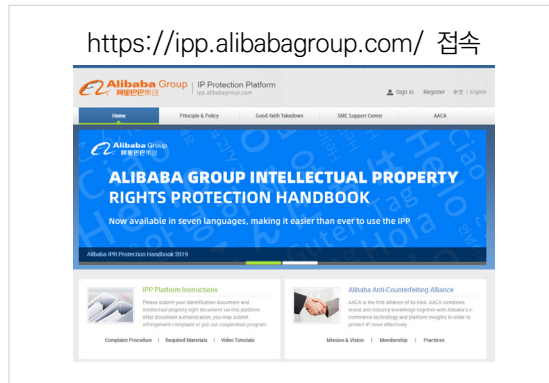 https://ipp.alibabagroup.com/ 접속
Alibaba Group | IP Protection Platform
阿里巴巴集团 ipp.alibabagroup.com
Sign in Register 中文 | English
Home Principle & Policy Good-faith Takedown SME Support Center AACA
Alibaba Group
阿里巴巴集团
ALIBABA GROUP INTELLECTUAL PROPERTY
RIGHTS PROTECTION HANDBOOK
Now available in seven languages, making it easier than ever to use the IPP
Ciao
Hello
Guten Tag
Hola
Alibaba IPR Protection Handbook 2019
IPP Platform Instructions
Please submit your identification document and
intellectual property right document via this platform.
After document authentication, you may submit
infringement complaint or join our cooperation program.
Complaint Procedure | Required Materials | Video Tutorials
Alibaba Anti-Counterfeiting Alliance
AACA is the first alliance of its kind. AACA combines
brand and industry knowledge together with Alibaba's e-
commerce technology and platform insights in order to
protect IP more effectively
Mission & Vision | Membership | Practices